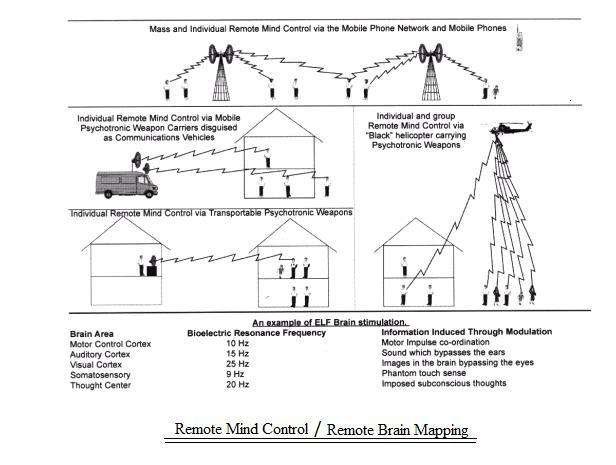 Mass and Individual Remote Mind Control via the Mobile Phone Network and Mobile Phones
Individual Remote Mind Control via Mobile
Psychotronic Weapon Carriers disguised
as Communications Vehicles
Individual and group
Remote Mind Control via
"Black" helicopter carrying
Psychotronic Weapons
Individual Remote Mind Control via Transportable Psychotronic Weapons
An example of ELF Brain stimulation.
Brain Area Bioelectric Resonance Frequency Information Induced Through Modulation
Motor Control Cortex 10 Hz Motor Impulse co-ordination
Auditory Cortex 15 Hz Sound which bypasses the ears
Visual Cortex 25 Hz Images in the brain bypassing the eyes
Somatosensory 9 Hz Phantom touch sense
Thought Center 20 Hz Imposed subconscious thoughts
Remote Mind Control / Remote Brain Mapping